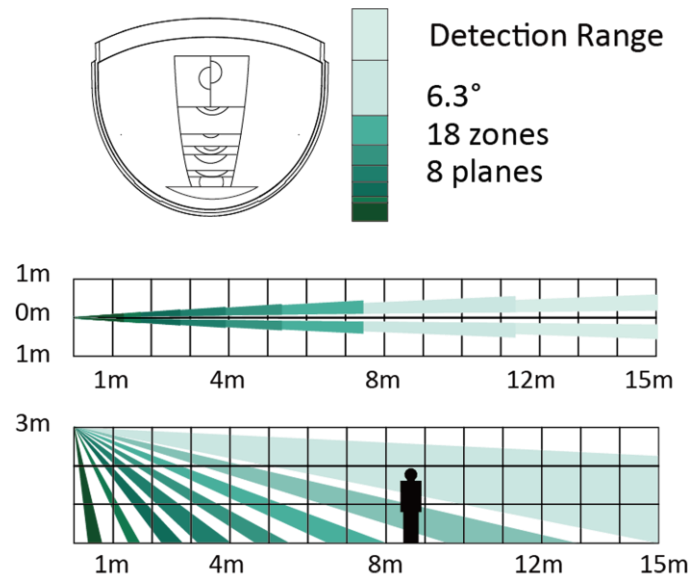 Detection Range
6.3°
18 zones
8 planes
1m
0m
1m
1m 4m 8m 12m 15m
3m
1m 4m 8m 12m 15m